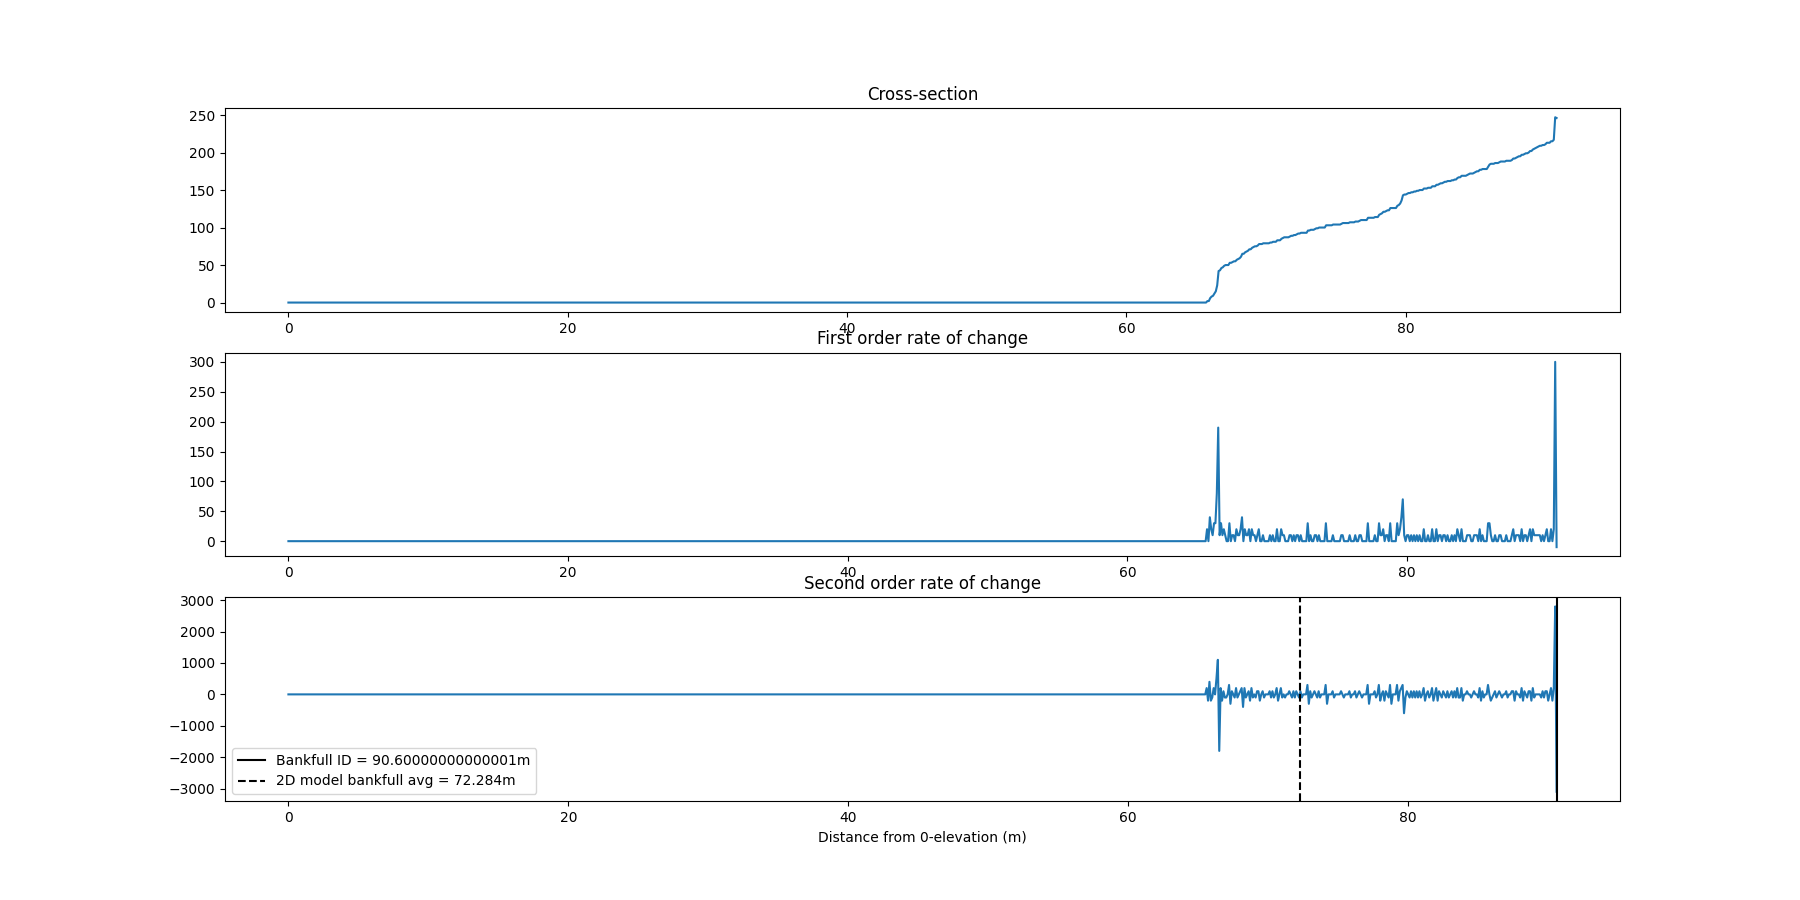 Cross-section
250
200
150
100
50
0
0 20 40 60 80
First order rate of change
300
250
200
150
100
50
0
0 20 40 60 80
Second order rate of change
3000
2000
1000
0
−1000
−2000
−3000
Bankfull ID = 90.60000000000001m
2D model bankfull avg = 72.284m
0 20 40 60 80
Distance from 0-elevation (m)